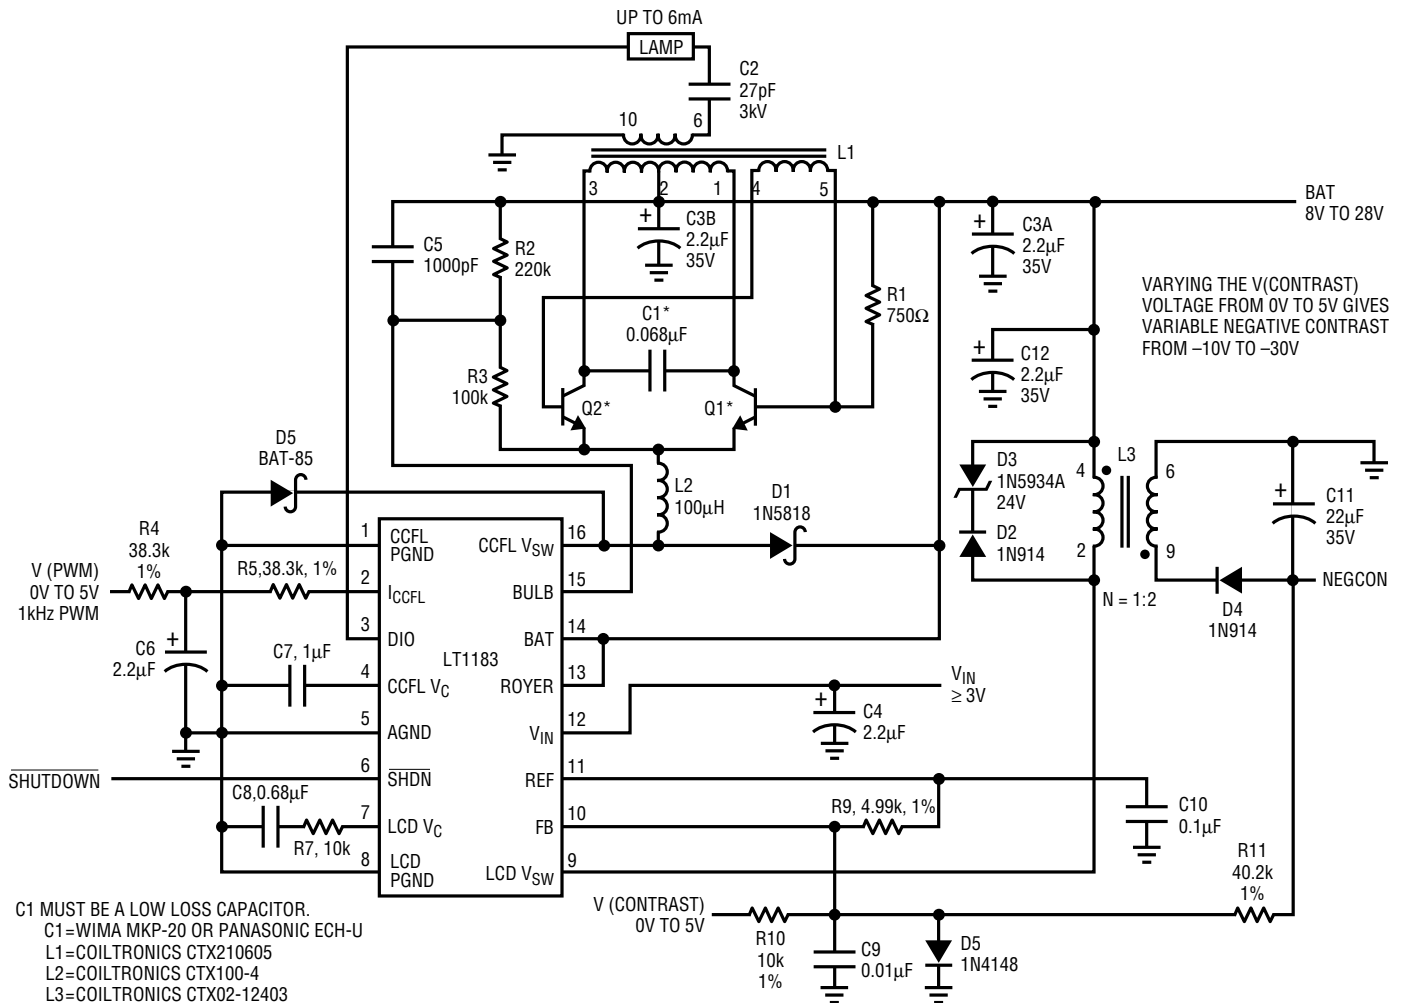 UP TO 6mA
LAMP
C2
27pF
3kV
10
6
L1
3
2
1
4
5
BAT
8V TO 28V
C5
1000pF
R2
220k
C3B
2.2µF
35V
C3A
2.2µF
35V
R1
750Ω
VARYING THE V(CONTRAST)
VOLTAGE FROM 0V TO 5V GIVES
VARIABLE NEGATIVE CONTRAST
FROM –10V TO –30V
C1*
0.068µF
C12
2.2µF
35V
R3
100k
Q2*
Q1*
D5
BAT-85
L2
100µH
D1
1N5818
D3
1N5934A
24V
D2
1N914
4
L3
6
2
9
N = 1:2
C11
22µF
35V
NEGCON
D4
1N914
R4
38.3k
1%
V (PWM)
0V TO 5V
1kHz PWM
R5,38.3k, 1%
C6
2.2µF
C7, 1µF
1
CCFL
PGND
2
ICCFL
3
DIO
4
CCFL VC
5
AGND
6
SHDN
7
LCD VC
8
LCD
PGND
LT1183
CCFL VSW
16
BULB
15
BAT
14
ROYER
13
VIN
12
REF
11
FB
10
LCD VSW
9
VIN
≥ 3V
C4
2.2µF
SHUTDOWN
C8,0.68µF
R7, 10k
R9, 4.99k, 1%
C10
0.1µF
R11
40.2k
1%
V (CONTRAST)
0V TO 5V
R10
10k
1%
C9
0.01µF
D5
1N4148
C1 MUST BE A LOW LOSS CAPACITOR.
C1=WIMA MKP-20 OR PANASONIC ECH-U
L1=COILTRONICS CTX210605
L2=COILTRONICS CTX100-4
L3=COILTRONICS CTX02-12403